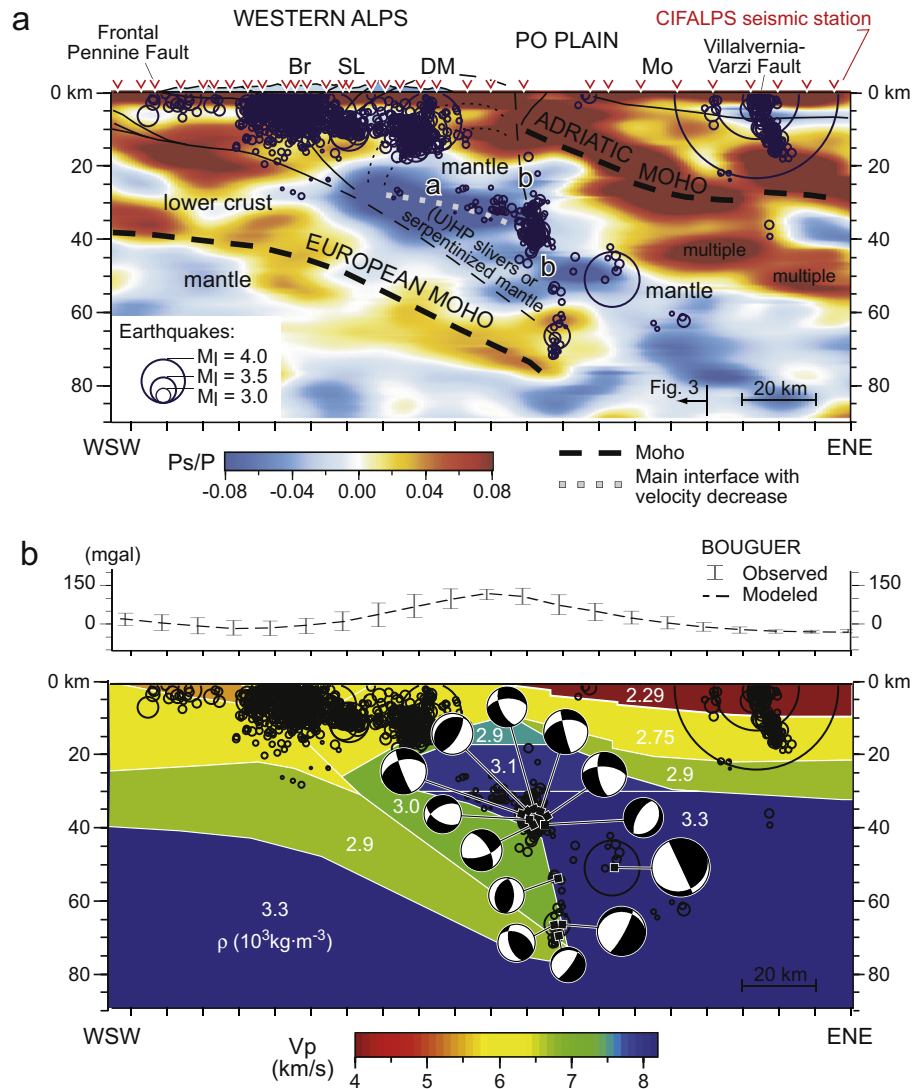 a
WESTERN ALPS
PO PLAIN
CIFALPS seismic station
Frontal
Pennine Fault
Br
SL
DM
Mo
Villalvernia-
Varzi Fault
0 km
20
40
60
80
0 km
20
40
60
80
ADRIATIC
MOHO
mantle
a
b
b
lower crust
(U)HP slivers or
serpentinized mantle
EUROPEAN MOHO
mantle
mantle
multiple
multiple
Earthquakes:
Ml = 4.0
Ml = 3.5
Ml = 3.0
Fig. 3
20 km
WSW
ENE
Ps/P
-0.08 -0.04 0.00 0.04 0.08
Moho
Main interface with
velocity decrease
b
(mgal)
150
0
150
0
BOUGUER
Observed
Modeled
0 km
20
40
60
80
0 km
20
40
60
80
2.29
2.75
2.9
2.9
3.1
3.0
3.3
2.9
3.3
ρ (10³kg·m⁻³)
20 km
WSW
ENE
Vp
(km/s)
4 5 6 7 8